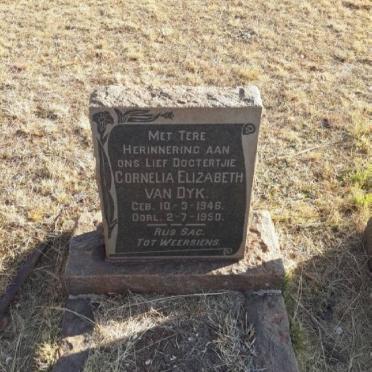 Met Tere
Herinnering aan
ons Lief Dogtertjie
Cornelia Elizabeth
van Dyk.
Geb. 10-3-1946.
Oorl. 2-7-1950.
Rus Sag.
Tot Weersiens.